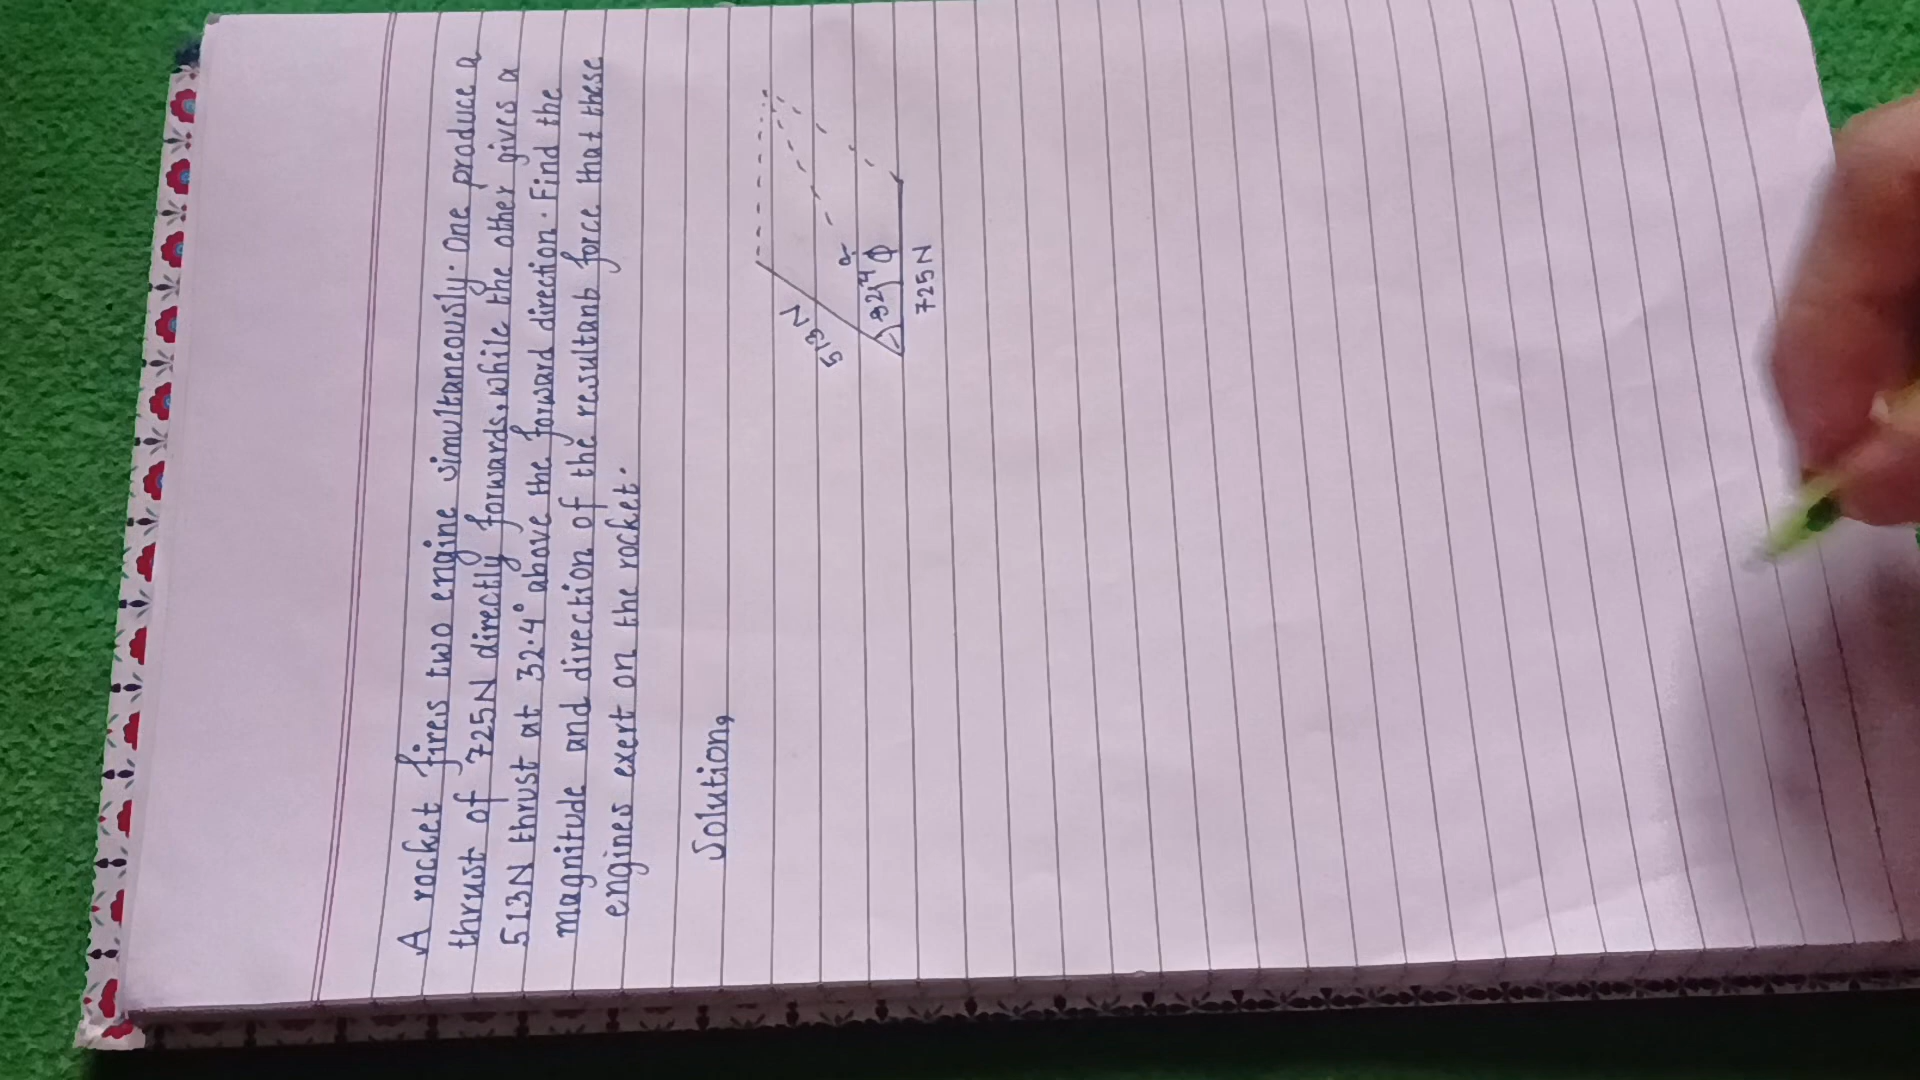 A rocket fires two engine simultaneously. One produce a
thrust of 725N directly forwards, while the other gives a
513N thrust at 32.4° above the forward direction. Find the
magnitude and direction of the resultant force that these
engines exert on the rocket.
Solution,
513N
32.4
ϕ
725N